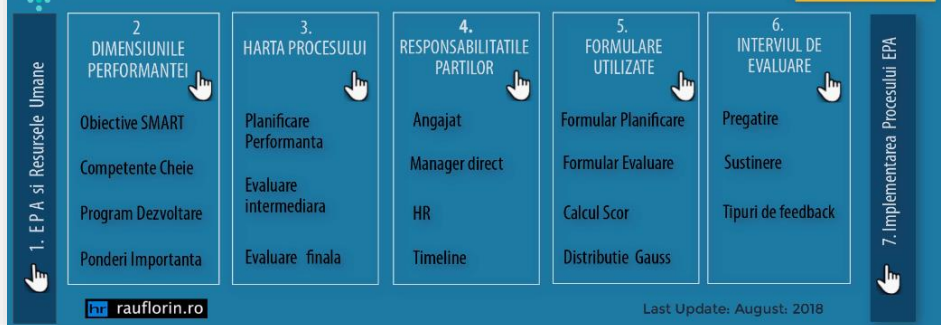 1. E P A si Resursele Umane
2
DIMENSIUNILE
PERFORMANTEI
Obiective SMART
Competente Cheie
Program Dezvoltare
Ponderi Importanta
3.
HARTA PROCESULUI
Planificare
Performanta
Evaluare
intermediara
Evaluare finala
4.
RESPONSABILITATILE
PARTILOR
Angajat
Manager direct
HR
Timeline
5.
FORMULARE
UTILIZATE
Formular Planificare
Formular Evaluare
Calcul Scor
Distributie Gauss
6.
INTERVIUL DE
EVALUARE
Pregatire
Sustinere
Tipuri de feedback
7. Implementarea Procesului EPA
hr rauflorin.ro
Last Update: August: 2018